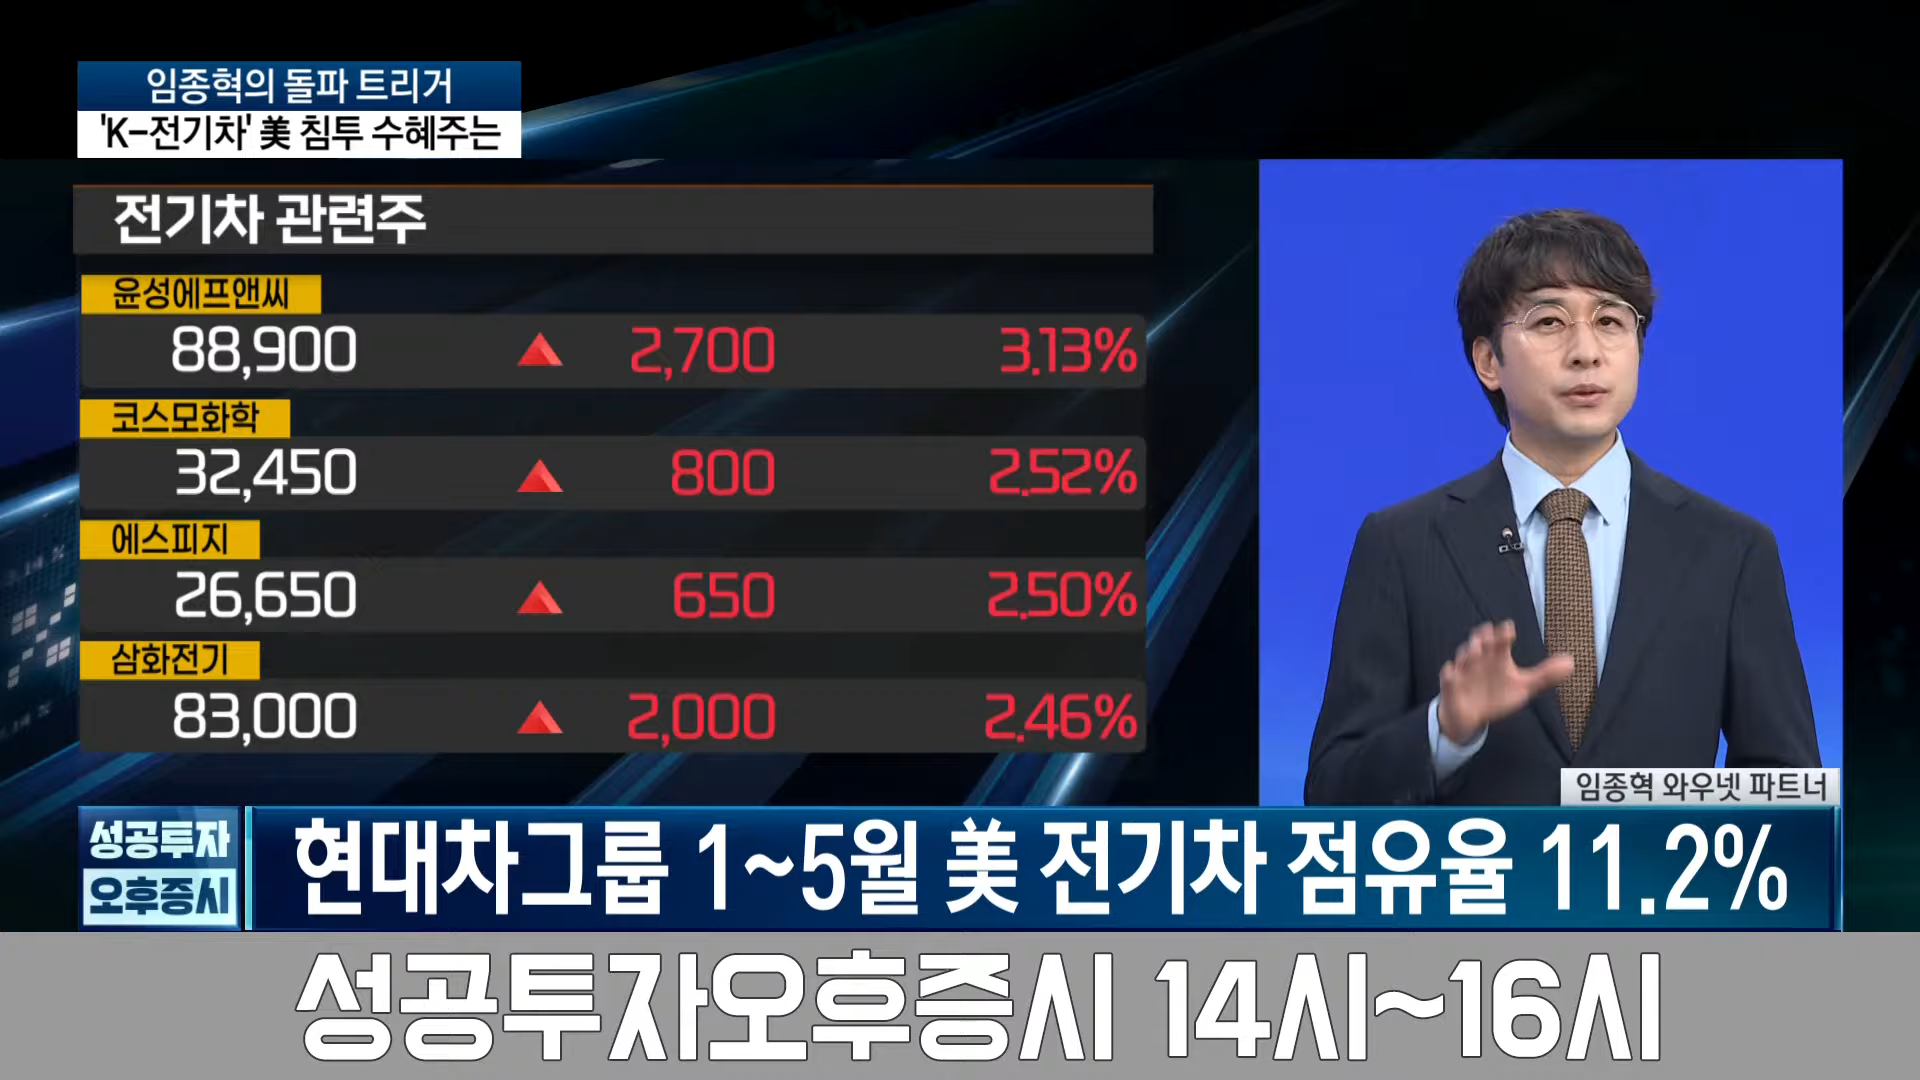 임종혁의 돌파 트리거
'K-전기차' 美 침투 수혜주는
전기차 관련주
윤성에프앤씨
88,900 ▲ 2,700 3.13%
코스모화학
32,450 ▲ 800 2.52%
에스피지
26,650 ▲ 650 2.50%
삼화전기
83,000 ▲ 2,000 2.46%
임종혁 와우넷 파트너
성공투자
오후증시
현대차그룹 1~5월 美 전기차 점유율 11.2%
성공투자오후증시 14시~16시